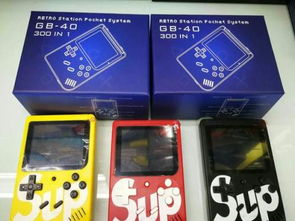 RETRO Station Pocket System
GB-40
300 IN 1
RETRO Station Pocket System
GB-40
300 IN 1
Sup
Sup
Sup